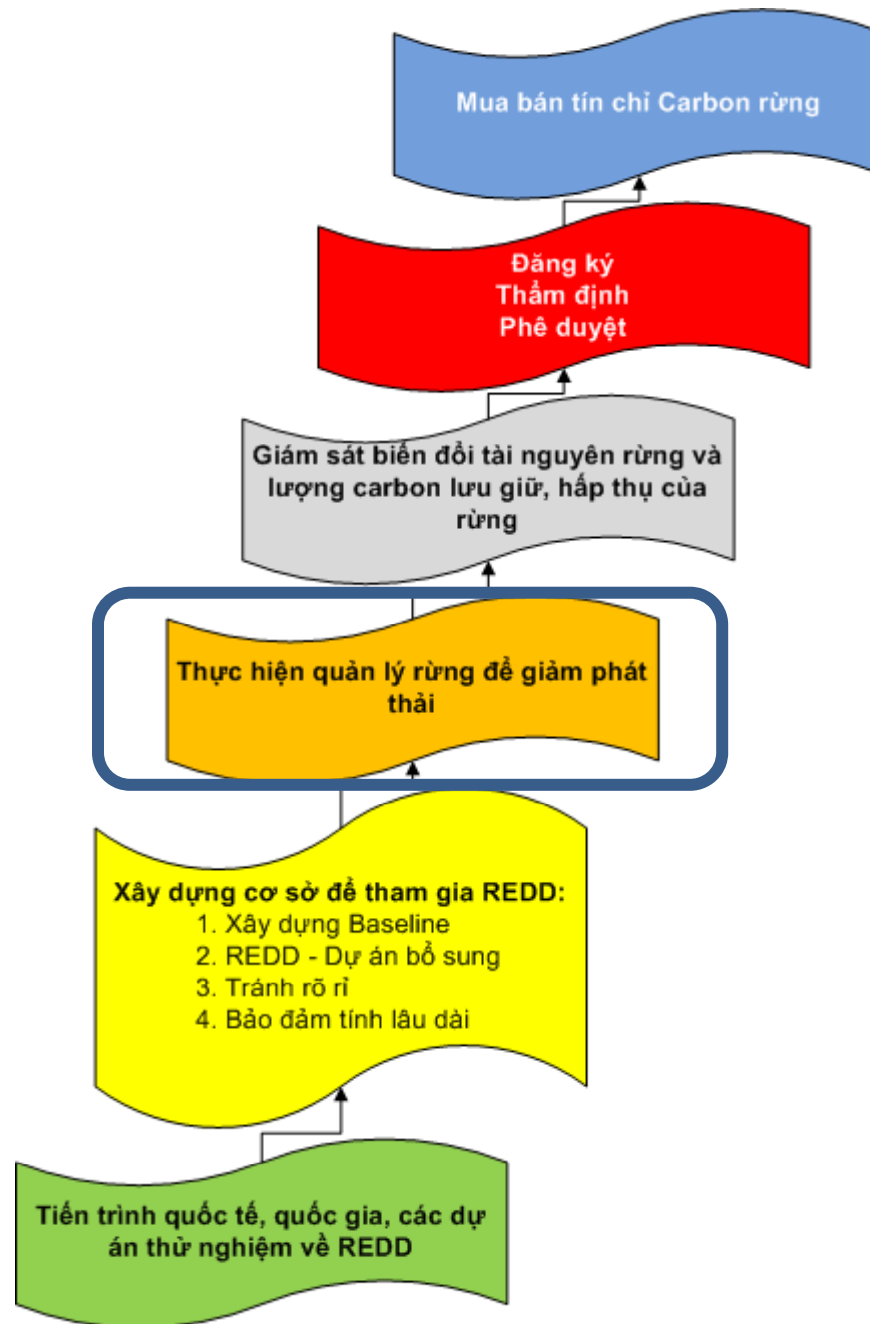 Mua bán tín chỉ Carbon rừng
Đăng ký
Thẩm định
Phê duyệt
Giám sát biến đổi tài nguyên rừng và
lượng carbon lưu giữ, hấp thụ của
rừng
Thực hiện quản lý rừng để giảm phát
thải
Xây dựng cơ sở để tham gia REDD:
1. Xây dựng Baseline
2. REDD - Dự án bổ sung
3. Tránh rõ rỉ
4. Bảo đảm tính lâu dài
Tiến trình quốc tế, quốc gia, các dự
án thử nghiệm về REDD